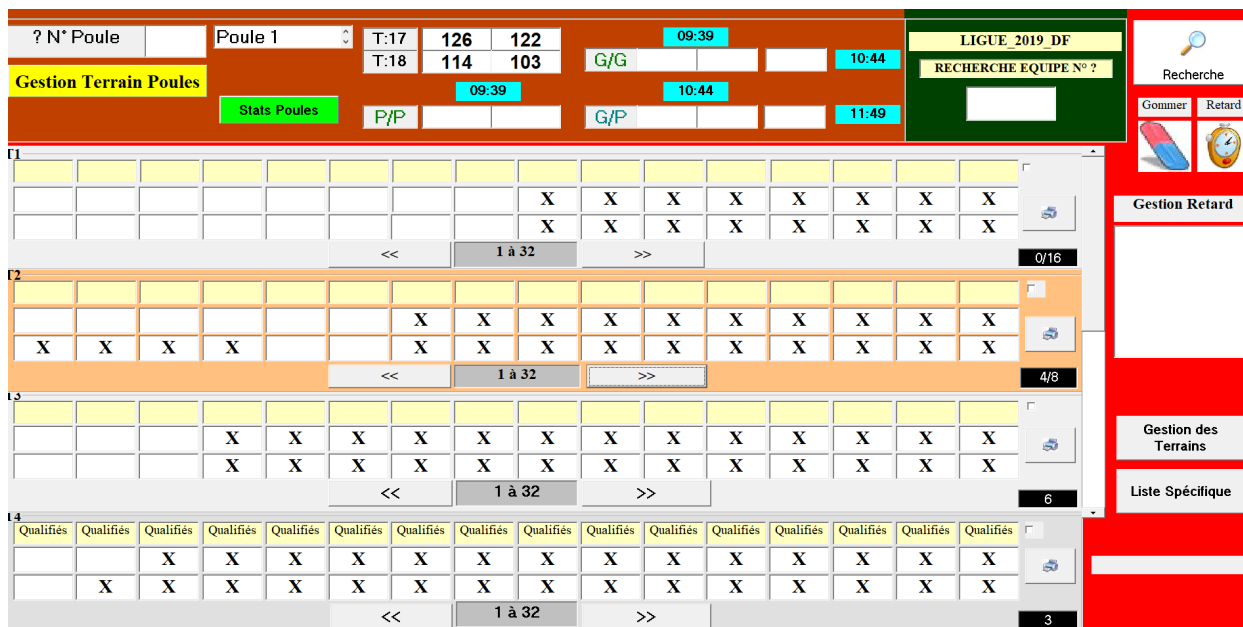 ? N° Poule
Poule 1
T:17 126 122
T:18 114 103
09:39
G/G
10:44
LIGUE_2019_DF
RECHERCHE EQUIPE N° ?
Recherche
Gestion Terrain Poules
Stats Poules
09:39
P/P
10:44
G/P
11:49
Gommer
Retard
T1
X X X X X X X X
X X X X X X X X
<< 1 à 32 >>
0/16
Gestion Retard
T2
X X X X X X X X X X
X X X X X X X X X X X X X X
<< 1 à 32 >>
4/8
T3
X X X X X X X X X X X X X
X X X X X X X X X X X X X
<< 1 à 32 >>
6
Gestion des
Terrains
Liste Spécifique
T4
Qualifiés Qualifiés Qualifiés Qualifiés Qualifiés Qualifiés Qualifiés Qualifiés Qualifiés Qualifiés Qualifiés Qualifiés Qualifiés Qualifiés Qualifiés Qualifiés
X X X X X X X X X X X X X X
X X X X X X X X X X X X X X X
<< 1 à 32 >>
3